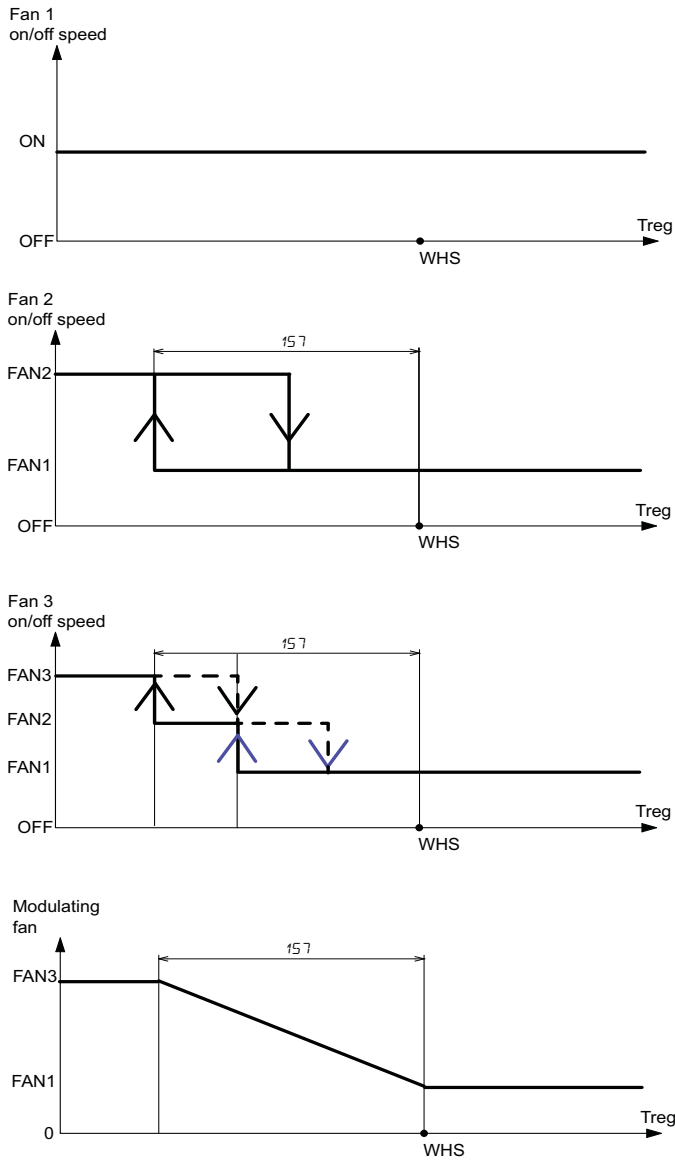 Fan 1
on/off speed
ON
OFF
Treg
WHS
Fan 2
on/off speed
157
FAN2
FAN1
OFF
Treg
WHS
Fan 3
on/off speed
157
FAN3
FAN2
FAN1
OFF
Treg
WHS
Modulating
fan
157
FAN3
FAN1
0
Treg
WHS